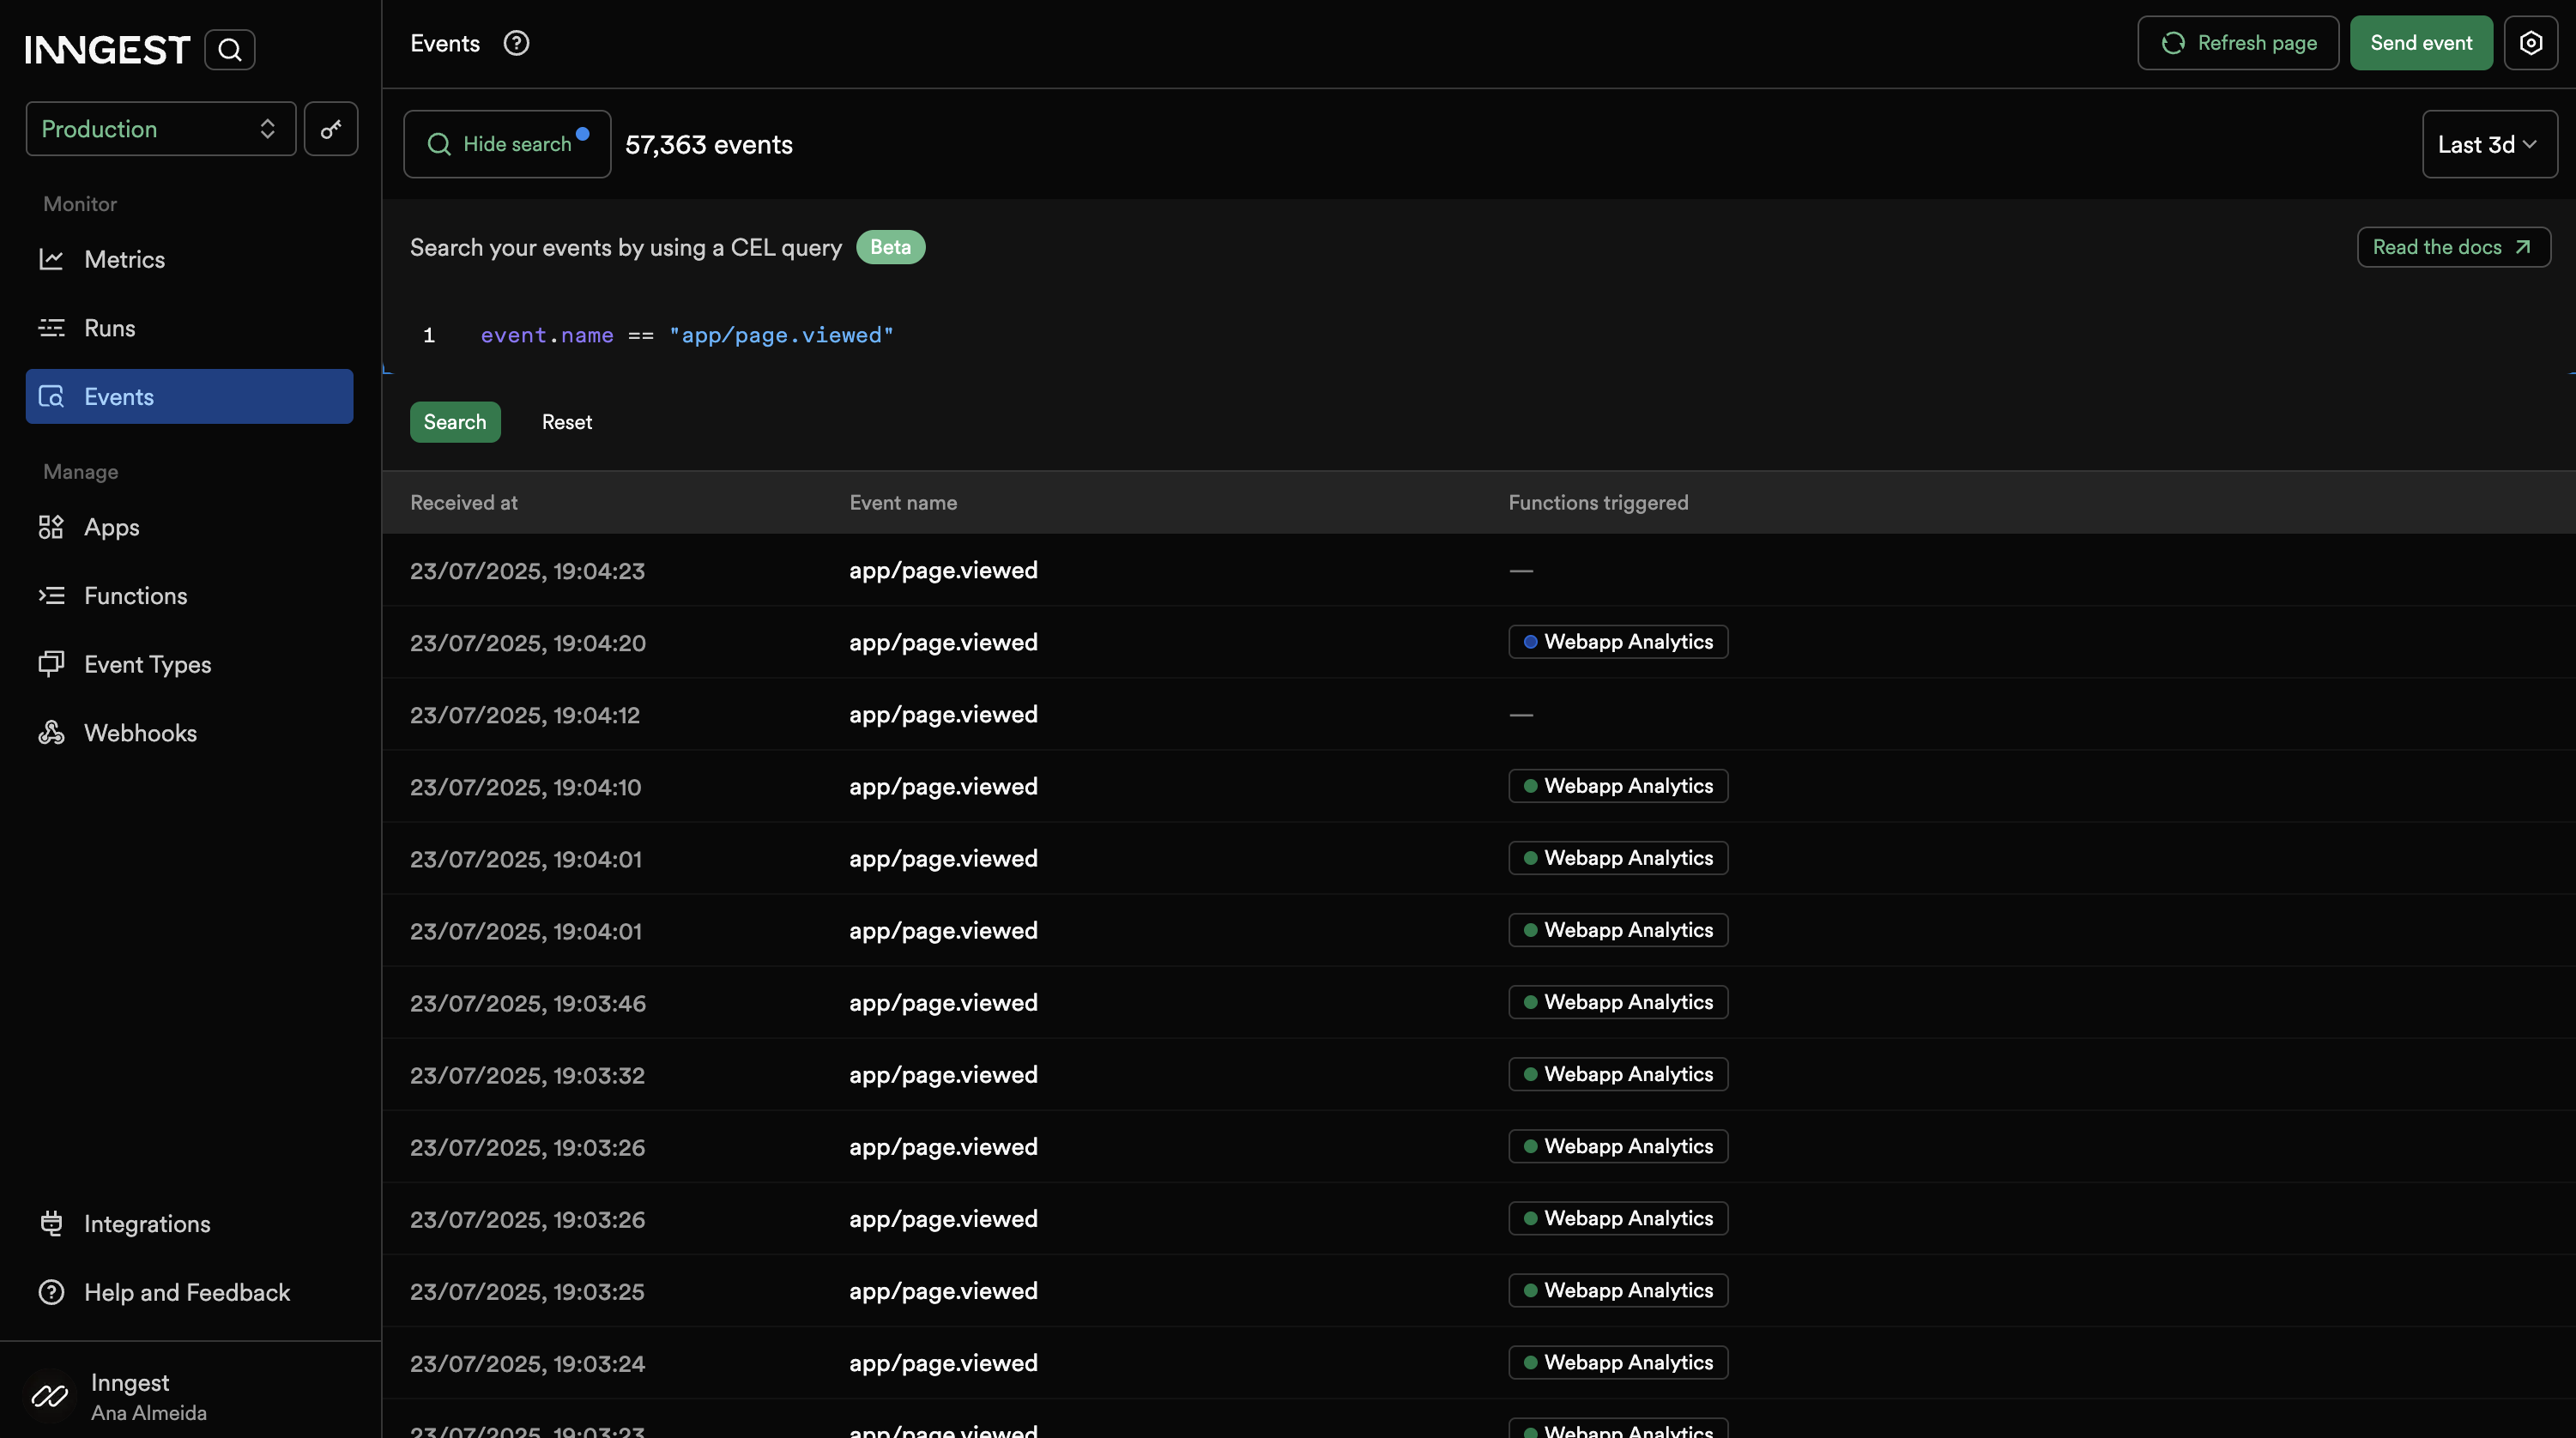 INNGEST
Production
Monitor
Metrics
Runs
Events
Manage
Apps
Functions
Event Types
Webhooks
Integrations
Help and Feedback
Inngest
Ana Almeida
Events
Refresh page
Send event
Hide search
57,363 events
Last 3d
Search your events by using a CEL query Beta
Read the docs
1 event.name == "app/page.viewed"
Search Reset
Received at Event name Functions triggered
23/07/2025, 19:04:23 app/page.viewed —
23/07/2025, 19:04:20 app/page.viewed Webapp Analytics
23/07/2025, 19:04:12 app/page.viewed —
23/07/2025, 19:04:10 app/page.viewed Webapp Analytics
23/07/2025, 19:04:01 app/page.viewed Webapp Analytics
23/07/2025, 19:04:01 app/page.viewed Webapp Analytics
23/07/2025, 19:03:46 app/page.viewed Webapp Analytics
23/07/2025, 19:03:32 app/page.viewed Webapp Analytics
23/07/2025, 19:03:26 app/page.viewed Webapp Analytics
23/07/2025, 19:03:26 app/page.viewed Webapp Analytics
23/07/2025, 19:03:25 app/page.viewed Webapp Analytics
23/07/2025, 19:03:24 app/page.viewed Webapp Analytics
23/07/2025, 19:03:23 app/page.viewed Webapp Analytics